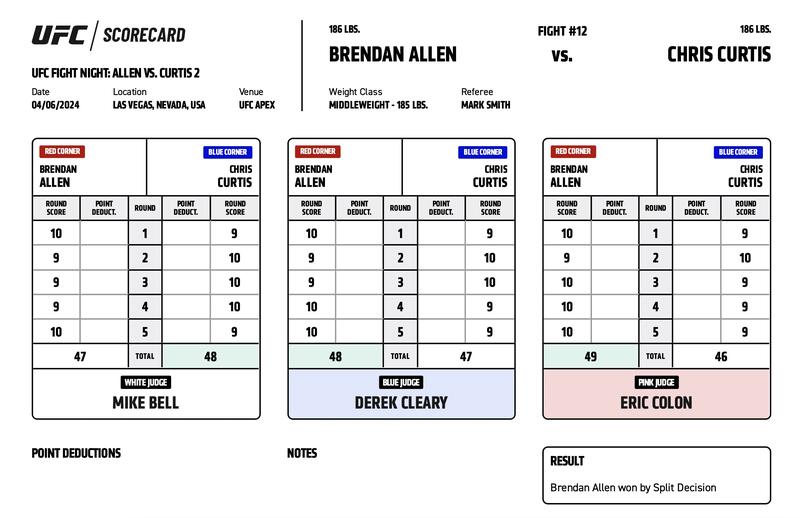 UFC / SCORECARD
UFC FIGHT NIGHT: ALLEN VS. CURTIS 2
Date Location Venue
04/06/2024 LAS VEGAS, NEVADA, USA UFC APEX
186 LBS. FIGHT #12 186 LBS.
BRENDAN ALLEN VS. CHRIS CURTIS
Weight Class Referee
MIDDLEWEIGHT - 185 LBS. MARK SMITH
RED CORNER BLUE CORNER
BRENDAN CHRIS
ALLEN CURTIS
ROUND POINT ROUND POINT ROUND
SCORE DEDUCT. DEDUCT. SCORE
10 1 9
9 2 10
9 3 10
9 4 10
10 5 9
47 TOTAL 48
WHITE JUDGE
MIKE BELL
RED CORNER BLUE CORNER
BRENDAN CHRIS
ALLEN CURTIS
ROUND POINT ROUND POINT ROUND
SCORE DEDUCT. DEDUCT. SCORE
10 1 9
10 2 9
9 3 10
9 4 10
10 5 9
48 TOTAL 47
BLUE JUDGE
DEREK CLEARY
RED CORNER BLUE CORNER
BRENDAN CHRIS
ALLEN CURTIS
ROUND POINT ROUND POINT ROUND
SCORE DEDUCT. DEDUCT. SCORE
10 1 9
9 2 10
10 3 9
10 4 9
10 5 9
49 TOTAL 46
PINK JUDGE
ERIC COLON
POINT DEDUCTIONS
NOTES
RESULT
Brendan Allen won by Split Decision